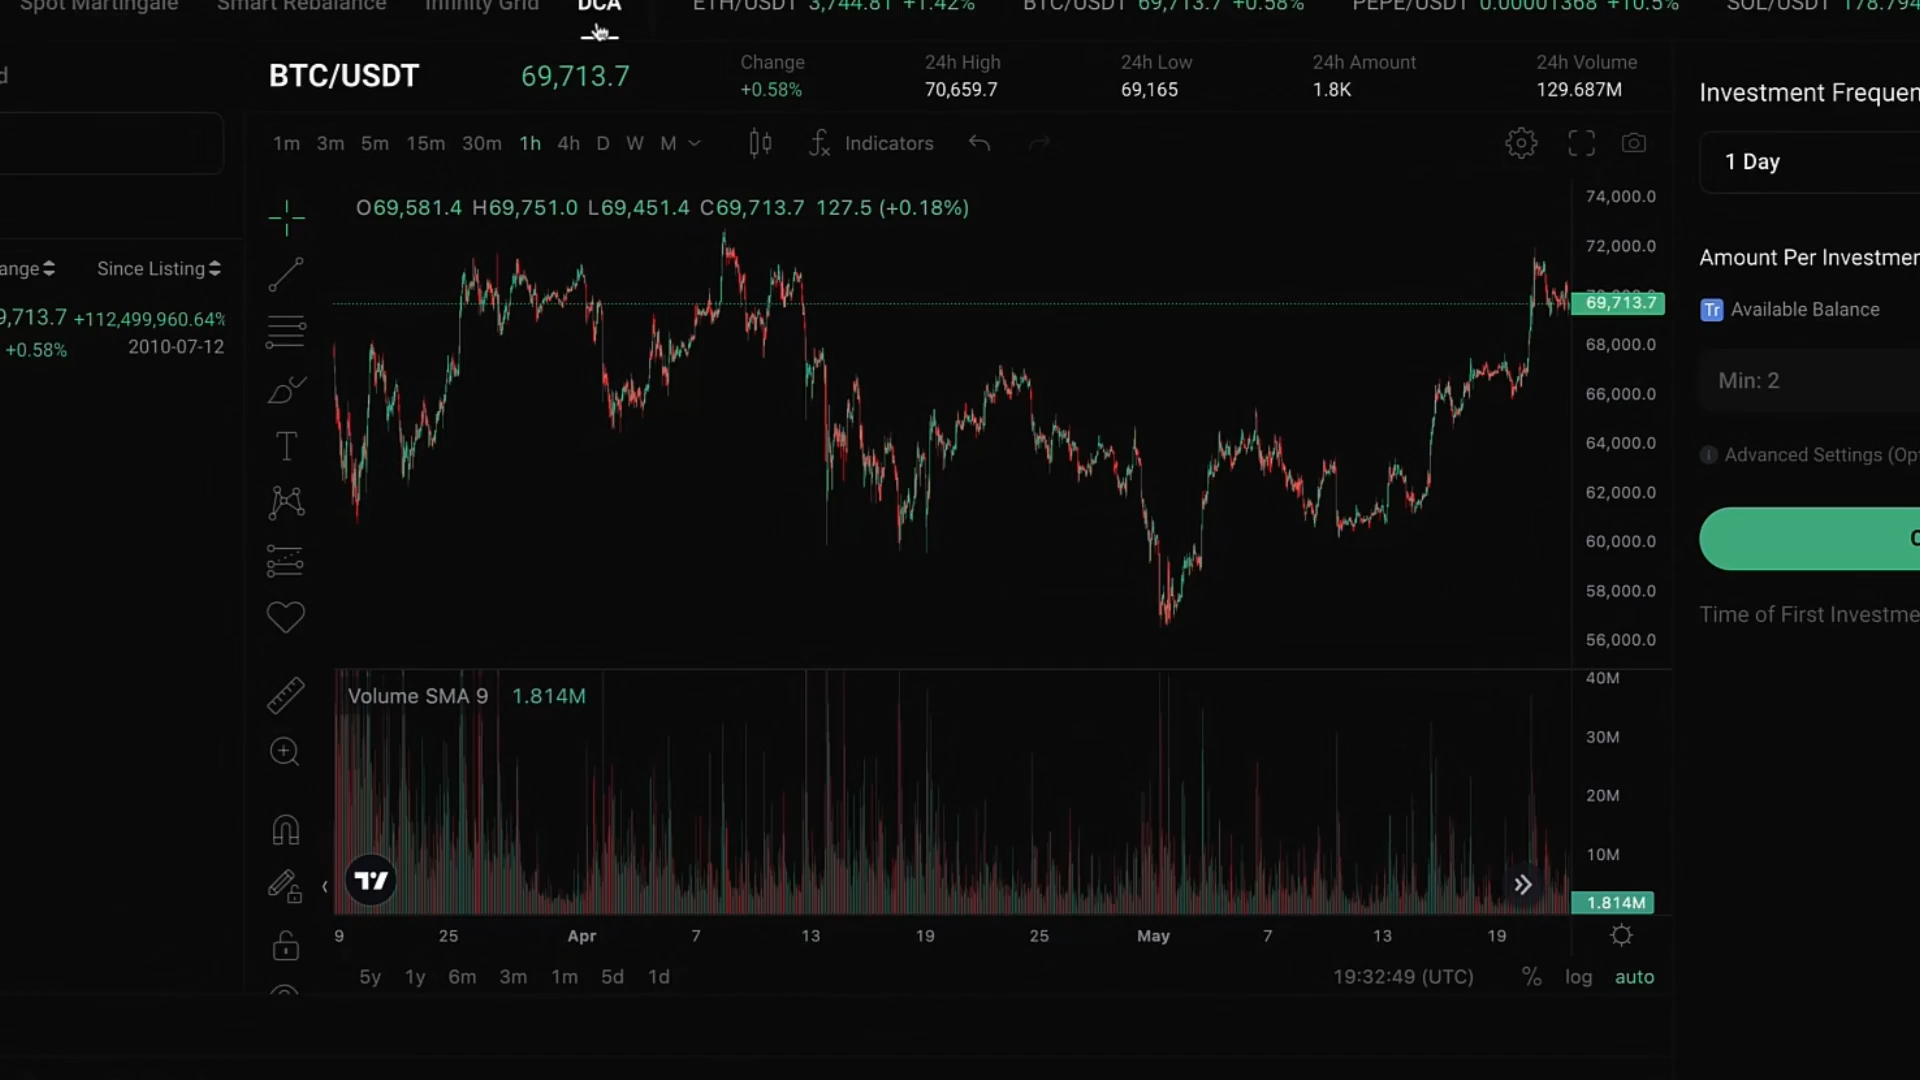 Spot Martingale Smart Rebalance Infinity Grid DCA ETH/USDT 3,744.81 +1.42% BTC/USDT 69,713.7 +0.58% PEPE/USDT 0.00001368 +10.5% SOL/USDT 178.794
BTC/USDT 69,713.7
Change
+0.58%
24h High
70,659.7
24h Low
69,165
24h Amount
1.8K
24h Volume
129.687M
1m 3m 5m 15m 30m 1h 4h D W M Indicators
O69,581.4 H69,751.0 L69,451.4 C69,713.7 127.5 (+0.18%)
ange Since Listing
9,713.7 +112,499,960.64%
+0.58% 2010-07-12
74,000.0
72,000.0
69,713.7
68,000.0
66,000.0
64,000.0
62,000.0
60,000.0
58,000.0
56,000.0
Volume SMA 9 1.814M
40M
30M
20M
10M
1.814M
9 25 Apr 7 13 19 25 May 7 13 19
5y 1y 6m 3m 1m 5d 1d 19:32:49 (UTC) % log auto
Investment Frequen
1 Day
Amount Per Investmen
Tr Available Balance
Min: 2
Advanced Settings (Opt
Time of First Investme